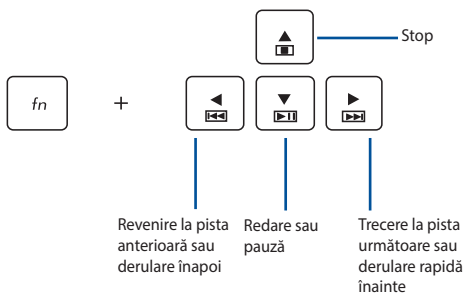 Stop
fn +
Revenire la pista
anterioară sau
derulare înapoi
Redare sau
pauză
Trecere la pista
următoare sau
derulare rapidă
înainte